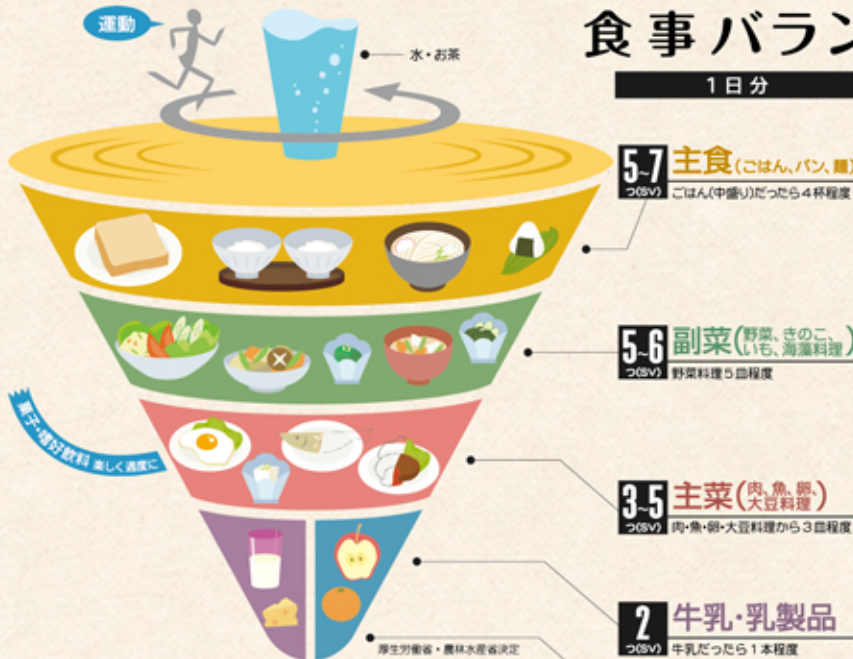 運動
水・お茶
食事バラン
1日分
5~7
つ(SV)
主食(ごはん、パン、麺)
ごはん(中盛り)だったら4杯程度
5~6
つ(SV)
副菜(野菜、きのこ、
いも、海藻料理)
野菜料理5皿程度
菓子・嗜好飲料 楽しく適度に
3~5
つ(SV)
主菜(肉、魚、卵、
大豆料理)
肉・魚・卵・大豆料理から3皿程度
2
つ(SV)
牛乳・乳製品
牛乳だったら1本程度
厚生労働省・農林水産省決定